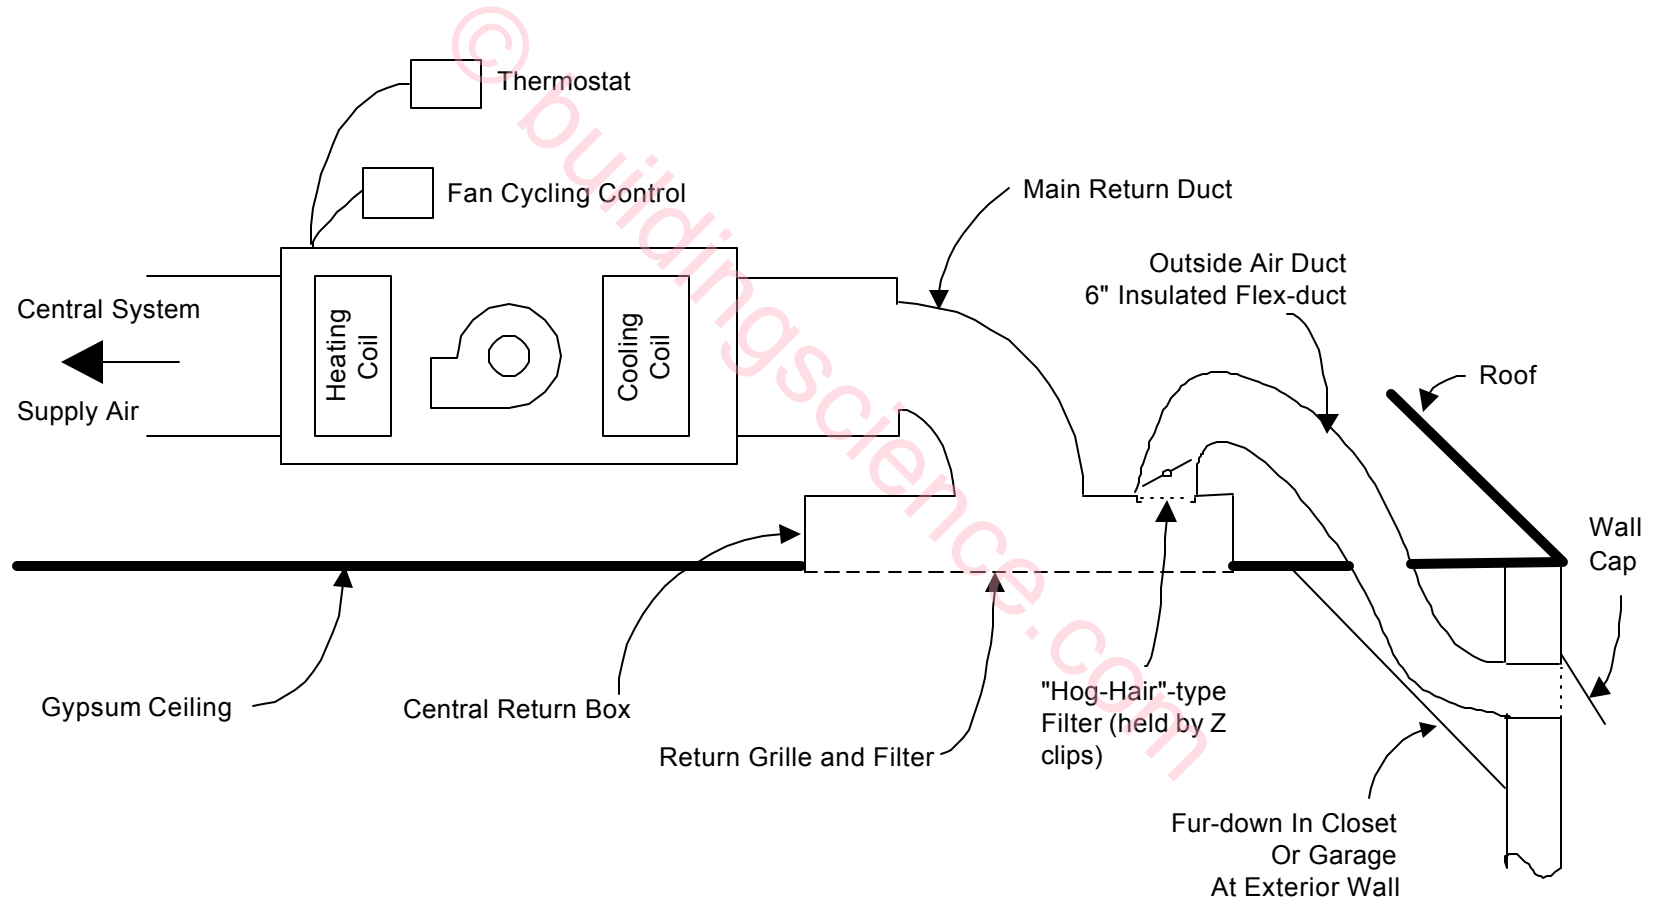 Thermostat
Fan Cycling Control
Main Return Duct
Outside Air Duct
6" Insulated Flex-duct
Central System
Supply Air
Heating
Coil
Cooling
Coil
Roof
Wall
Cap
Gypsum Ceiling
Central Return Box
Return Grille and Filter
"Hog-Hair"-type
Filter (held by Z
clips)
Fur-down In Closet
Or Garage
At Exterior Wall
© buildingscience.com